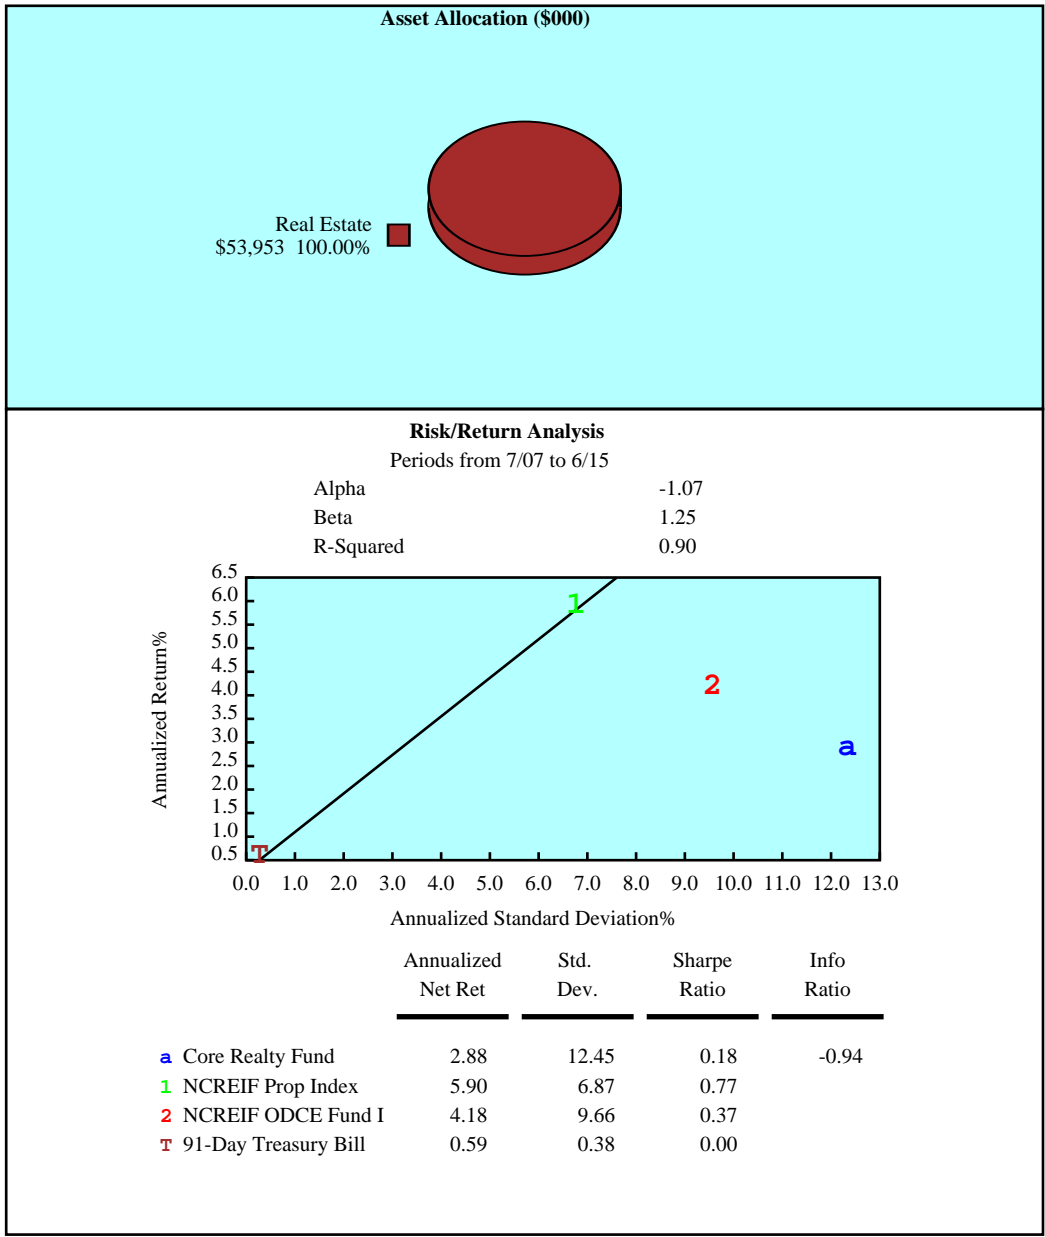 Asset Allocation ($000)
Real Estate
$53,953 100.00%
Risk/Return Analysis
Periods from 7/07 to 6/15
Alpha -1.07
Beta 1.25
R-Squared 0.90
6.5
6.0
5.5
5.0
4.5
4.0
3.5
3.0
2.5
2.0
1.5
1.0
0.5
Annualized Return%
1
2
a
T
0.0 1.0 2.0 3.0 4.0 5.0 6.0 7.0 8.0 9.0 10.0 11.0 12.0 13.0
Annualized Standard Deviation%
Annualized Std. Sharpe Info
Net Ret Dev. Ratio Ratio
a Core Realty Fund 2.88 12.45 0.18 -0.94
1 NCREIF Prop Index 5.90 6.87 0.77
2 NCREIF ODCE Fund I 4.18 9.66 0.37
T 91-Day Treasury Bill 0.59 0.38 0.00